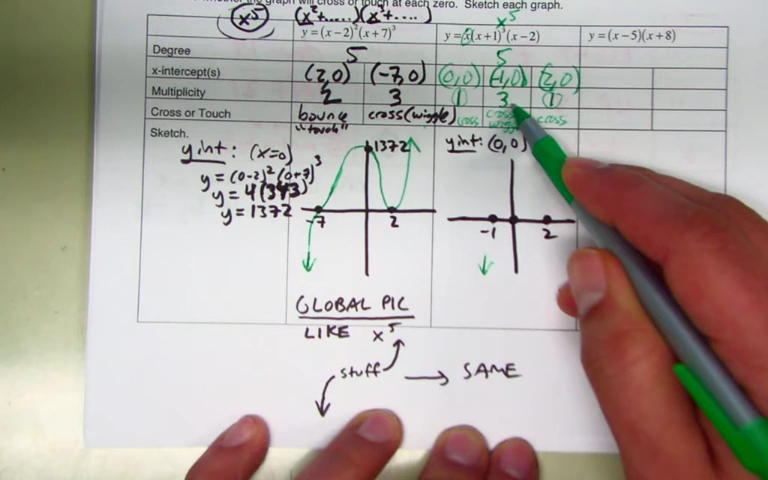 the graph will cross or touch at each zero. Sketch each graph.
x⁵ (x²+.....)(x³+....) x⁵
y = (x−2)²(x+7)³ y = x(x+1)³(x−2) y = (x−5)(x+8)
Degree 5 5
x-intercept(s) (2,0) (-7,0) (0,0) (-1,0) (2,0)
Multiplicity 2 3 1 3 1
Cross or Touch bounce "touch" cross(wiggle) cross cross wiggle cross
Sketch.
y int: (x=0)
y = (0-2)²(0+7)³
y = 4(343)
y = 1372
1372
-7 2
y int: (0,0)
-1 2
GLOBAL PIC
LIKE x⁵
stuff → SAME